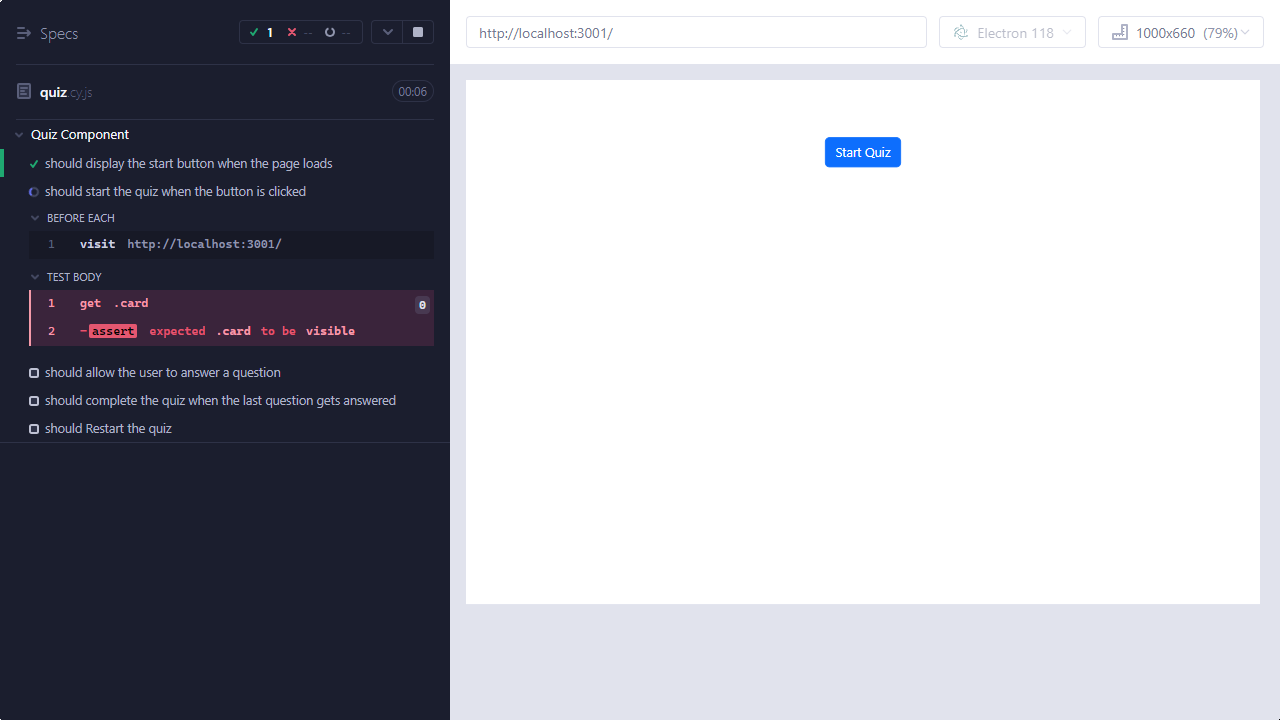 Specs
1 -- --
quiz.cy.js 00:06
Quiz Component
should display the start button when the page loads
should start the quiz when the button is clicked
BEFORE EACH
1 visit http://localhost:3001/
TEST BODY
1 get .card 0
2 -assert expected .card to be visible
should allow the user to answer a question
should complete the quiz when the last question gets answered
should Restart the quiz
http://localhost:3001/ Electron 118 1000x660 (79%)
Start Quiz